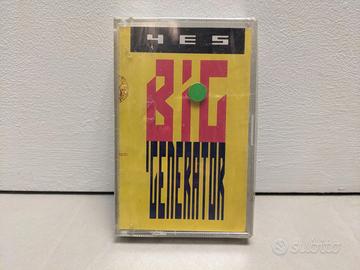 YES
BIG
GENERATOR
subito